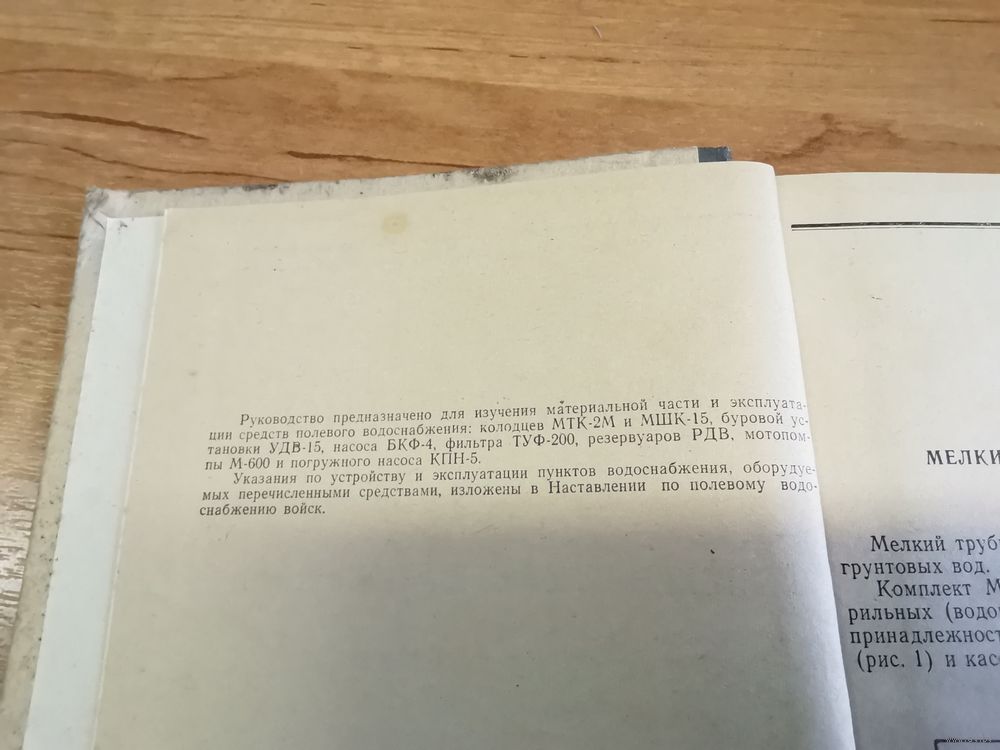 Руководство предназначено для изучения материальной части и эксплуата-
ции средств полевого водоснабжения: колодцев МТК-2М и МШК-15, буровой ус-
тановки УДВ-15, насоса БКФ-4, фильтра ТУФ-200, резервуаров РДВ, мотопом-
пы М-600 и погружного насоса КПН-5.
Указания по устройству и эксплуатации пунктов водоснабжения, оборудуе-
мых перечисленными средствами, изложены в Наставлении по полевому водо-
снабжению войск.
МЕЛКИ
Мелкий труб
грунтовых вод.
Комплект М
рильных (водо
принадлежност
(рис. 1) и касс